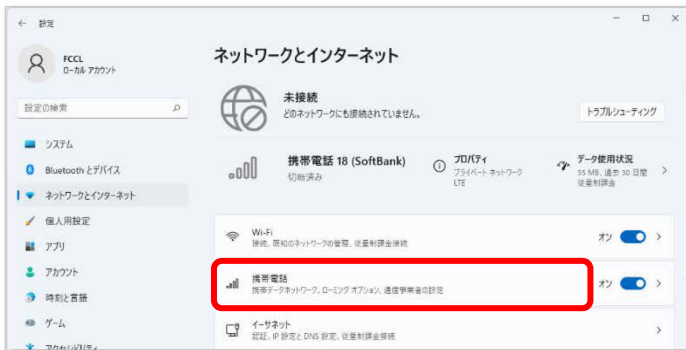 ← 設定
FCCL
ローカル アカウント
設定の検索
システム
Bluetooth とデバイス
ネットワークとインターネット
個人用設定
アプリ
アカウント
時刻と言語
ゲーム
アクセシビリティ
ネットワークとインターネット
未接続
どのネットワークにも接続されていません。
トラブルシューティング
携帯電話 18 (SoftBank)
切断済み
プロパティ
プライベート ネットワーク
LTE
データ使用状況
55 MB、過去 30 日間
従量制課金
Wi-Fi
接続、既知のネットワークの管理、従量制課金接続
オン
携帯電話
携帯データネットワーク、ローミング オプション、通信事業者の設定
オン
イーサネット
認証、IP 設定と DNS 設定、従量制課金接続